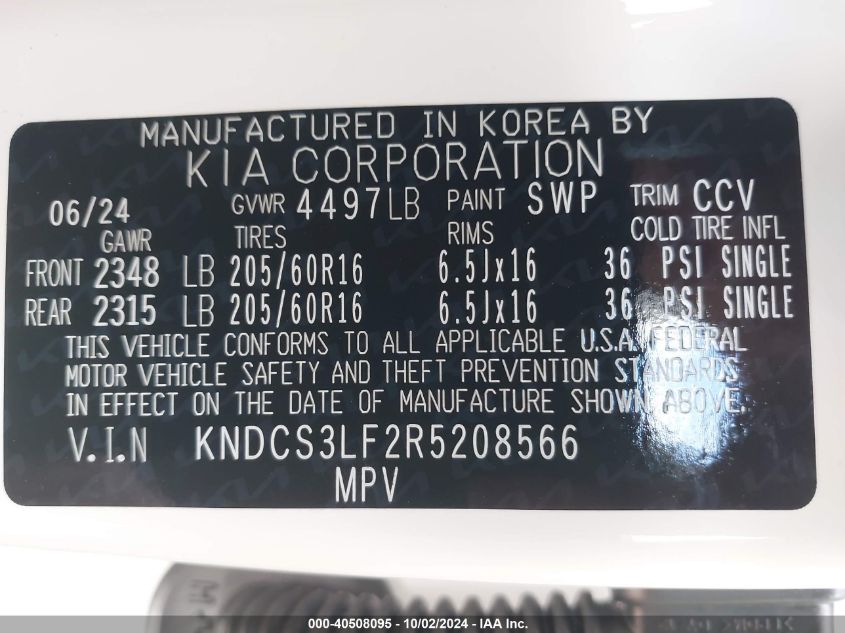 MANUFACTURED IN KOREA BY
KIA CORPORATION
06/24 GVWR 4497LB PAINT SWP TRIM CCV
GAWR TIRES RIMS COLD TIRE INFL
FRONT 2348 LB 205/60R16 6.5Jx16 36 PSI SINGLE
REAR 2315 LB 205/60R16 6.5Jx16 36 PSI SINGLE
THIS VEHICLE CONFORMS TO ALL APPLICABLE U.S.A. FEDERAL
MOTOR VEHICLE SAFETY AND THEFT PREVENTION STANDARDS
IN EFFECT ON THE DATE OF MANUFACTURE SHOWN ABOVE.
V.I.N KNDCS3LF2R5208566
MPV
000-40508095 - 10/02/2024 - IAA Inc.